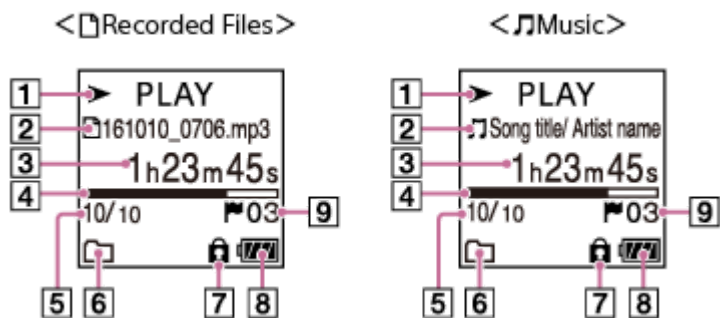 <Recorded Files>
<Music>
1 PLAY
2 161010_0706.mp3
3 1h23m45s
4
10/10 03 9
5 6 7 8
1 PLAY
2 Song title/ Artist name
3 1h23m45s
4
10/10 03 9
5 6 7 8